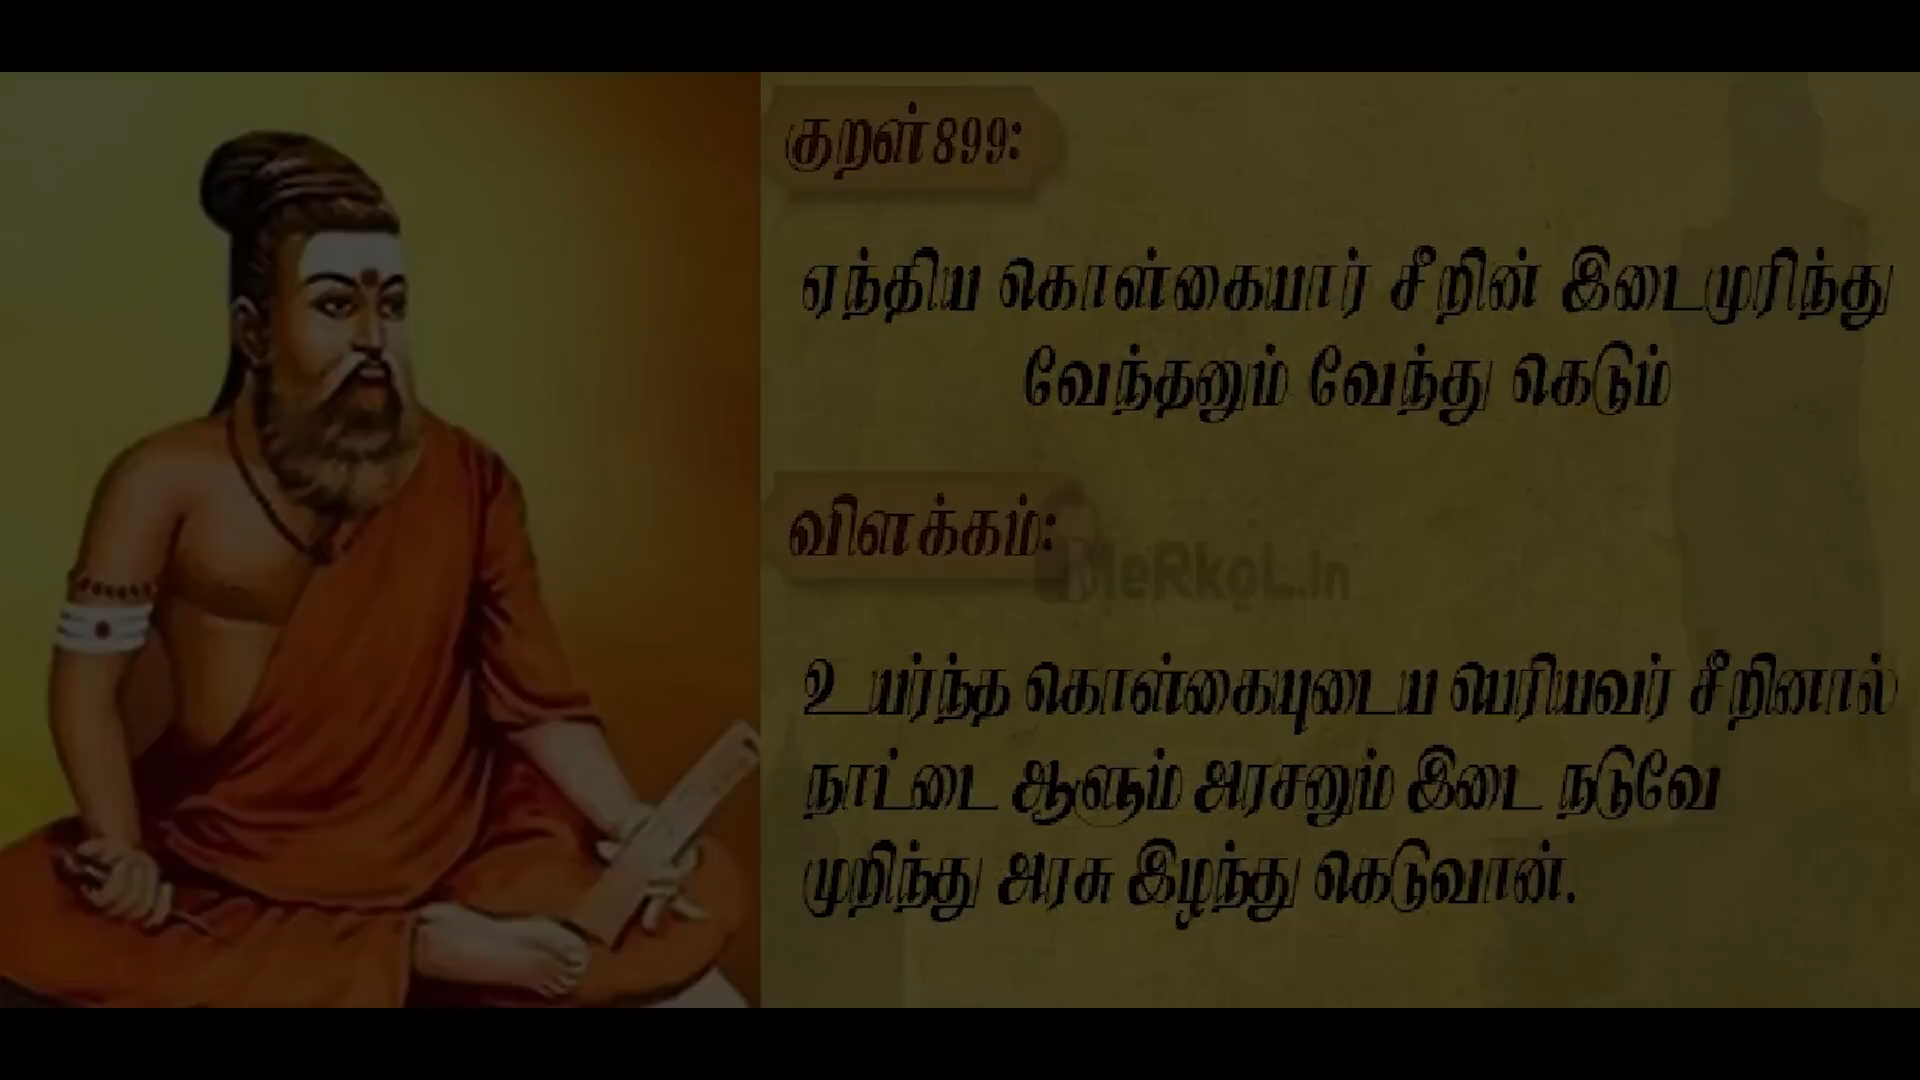 குறள் 899:
ஏந்திய கொள்கையார் சீறின் இடைமுரிந்து
வேந்தனும் வேந்து கெடும்
விளக்கம்:
MeRkoL.in
உயர்ந்த கொள்கையுடைய பெரியவர் சீறினால்
நாட்டை ஆளும் அரசனும் இடை நடுவே
முறிந்து அரசு இழந்து கெடுவான்.